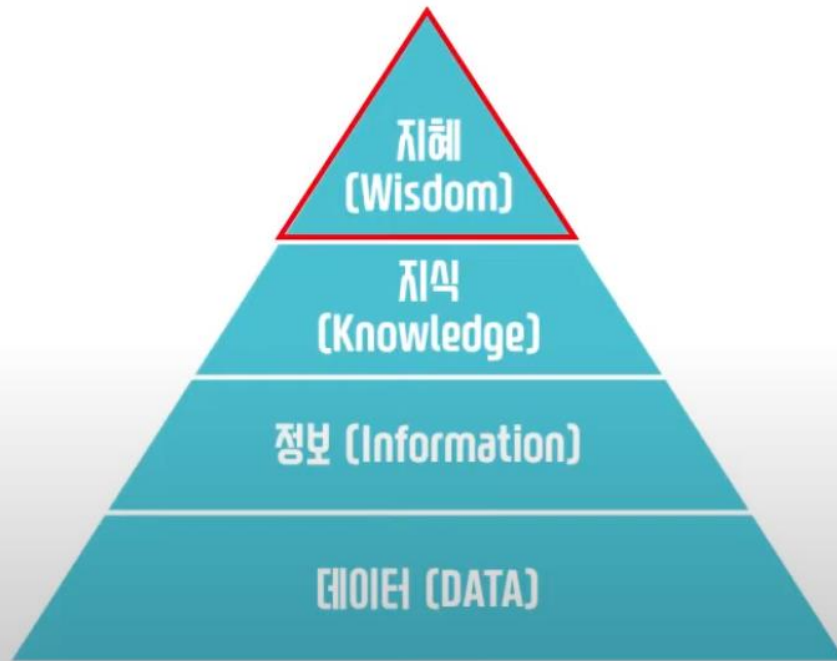 지혜
(Wisdom)
지식
(Knowledge)
정보 (Information)
데이터 (DATA)